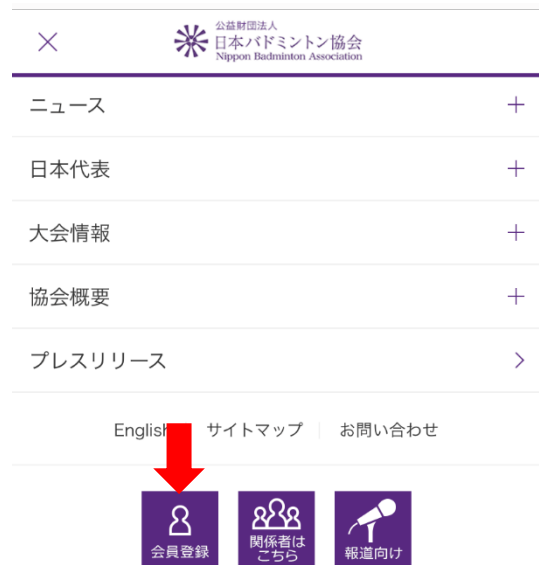 公益財団法人
日本バドミントン協会
Nippon Badminton Association
ニュース
日本代表
大会情報
協会概要
プレスリリース
English サイトマップ お問い合わせ
会員登録 関係者は 報道向け
こちら